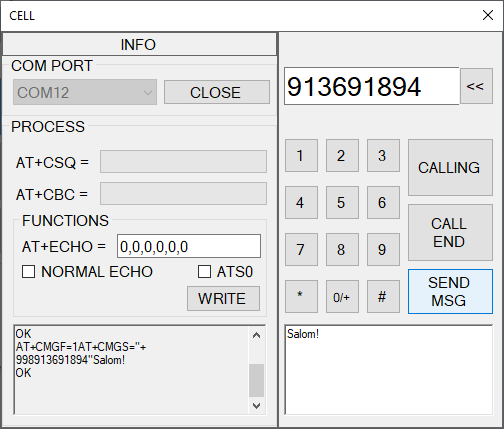 CELL
INFO
COM PORT
COM12
CLOSE
PROCESS
AT+CSQ =
AT+CBC =
FUNCTIONS
AT+ECHO =
0,0,0,0,0,0
NORMAL ECHO
ATS0
WRITE
OK
AT+CMGF=1AT+CMGS="+
998913691894"Salom!
OK
913691894
<<
1 2 3
4 5 6
7 8 9
* 0/+ #
CALLING
CALL
END
SEND
MSG
Salom!